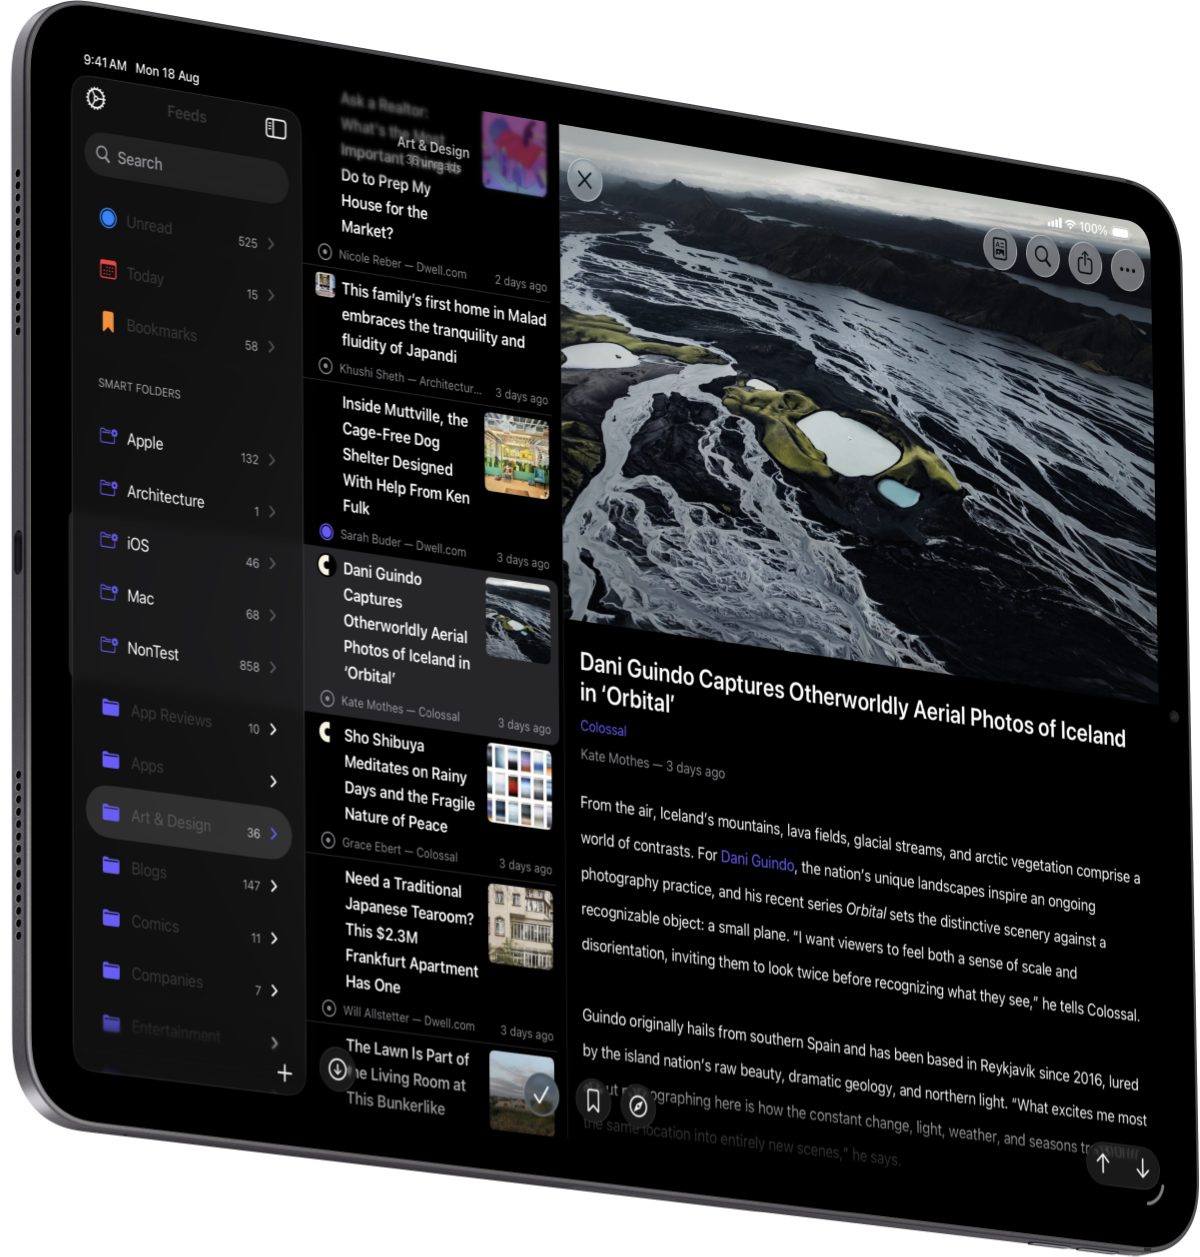 9:41 AM Mon 18 Aug
100%
Feeds
Search
Unread
525
Today
15
Bookmarks
58
SMART FOLDERS
Apple
132
Architecture
1
iOS
46
Mac
68
NonTest
858
App Reviews
10
Apps
Art & Design
36
Blogs
147
Comics
11
Companies
7
Entertainment
Art & Design
Ask a Realtor:
What's the Most
Important Things
Do to Prep My
House for the
Market?
Nicole Reber — Dwell.com
2 days ago
This family's first home in Malad
embraces the tranquility and
fluidity of Japandi
Khushi Sheth — Architectur...
3 days ago
Inside Muttville, the
Cage-Free Dog
Shelter Designed
With Help From Ken
Fulk
Sarah Buder — Dwell.com
3 days ago
Dani Guindo
Captures
Otherworldly Aerial
Photos of Iceland in
‘Orbital’
Kate Mothes — Colossal
3 days ago
Sho Shibuya
Meditates on Rainy
Days and the Fragile
Nature of Peace
Grace Ebert — Colossal
3 days ago
Need a Traditional
Japanese Tearoom?
This $2.3M
Frankfurt Apartment
Has One
Will Allstetter — Dwell.com
3 days ago
The Lawn Is Part of
the Living Room at
This Bunkerlike
Dani Guindo Captures Otherworldly Aerial Photos of Iceland
in ‘Orbital’
Colossal
Kate Mothes — 3 days ago
From the air, Iceland’s mountains, lava fields, glacial streams, and arctic vegetation comprise a
world of contrasts. For Dani Guindo, the nation’s unique landscapes inspire an ongoing
photography practice, and his recent series Orbital sets the distinctive scenery against a
recognizable object: a small plane. “I want viewers to feel both a sense of scale and
disorientation, inviting them to look twice before recognizing what they see,” he tells Colossal.
Guindo originally hails from southern Spain and has been based in Reykjavík since 2016, lured
by the island nation’s raw beauty, dramatic geology, and northern light. “What excites me most
here is how the constant change, light, weather, and seasons
the same location into entirely new scenes,” he says.